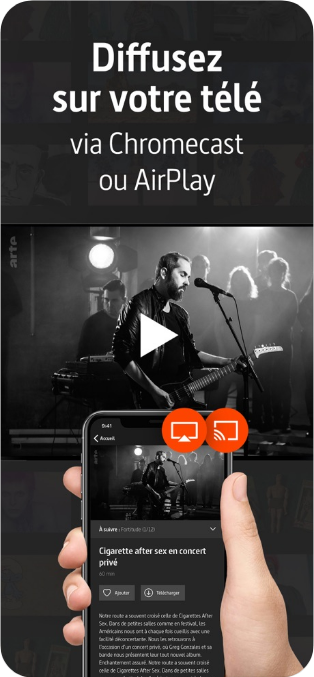 Diffusez
sur votre télé
via Chromecast
ou AirPlay
arte
9:41
Accueil
À suivre : Fortitude (1/12)
Cigarette after sex en concert
privé
60 min
Ajouter
Télécharger
Notre route a souvent croisé celle de Cigarettes After
Sex. Dans de petites salles comme en festival, les
Américains nous ont à chaque fois cueillis avec une
facilité déconcertante. Nous les retrouvons à
l'occasion d'un concert privé, où Greg Gonzales et sa
bande nous présentent leur tout nouvel album.
Enchantement assuré. Notre route a souvent croisé
celle de Cigarettes After Sex. Dans de petites salles